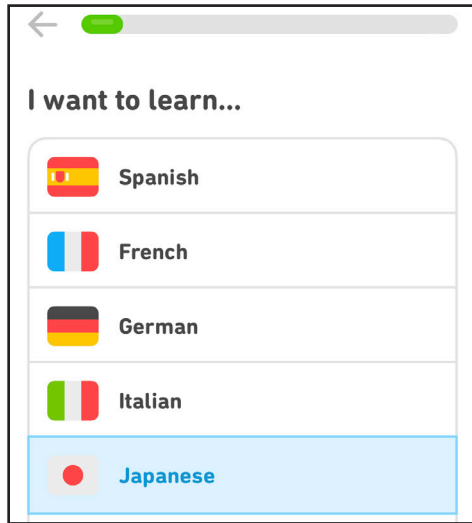 I want to learn...
Spanish
French
German
Italian
Japanese